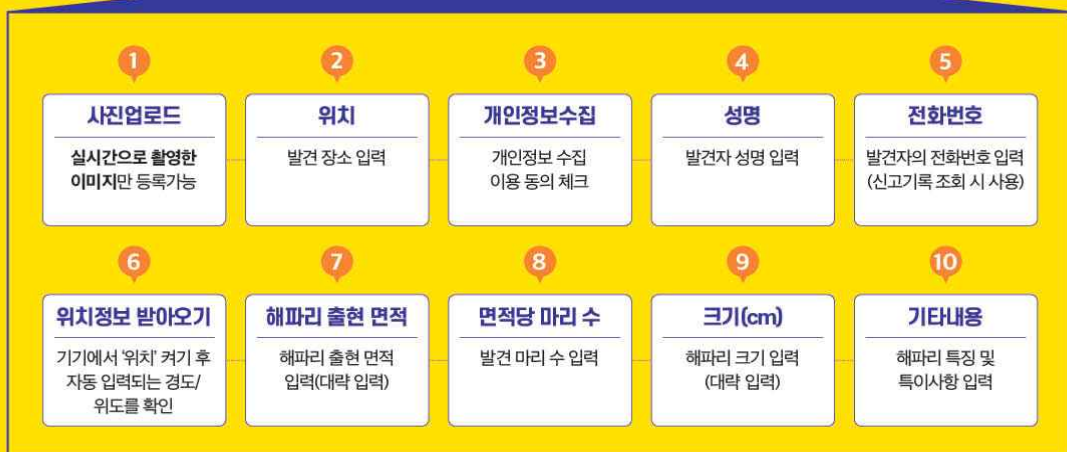 1
사진업로드
실시간으로 촬영한
이미지만 등록가능
2
위치
발견 장소 입력
3
개인정보수집
개인정보 수집
이용 동의 체크
4
성명
발견자 성명 입력
5
전화번호
발견자의 전화번호 입력
(신고기록 조회 시 사용)
6
위치정보 받아오기
기기에서 '위치' 켜기 후
자동 입력되는 경도/
위도를 확인
7
해파리 출현 면적
해파리 출현 면적
입력(대략 입력)
8
면적당 마리 수
발견 마리 수 입력
9
크기(cm)
해파리 크기 입력
(대략 입력)
10
기타내용
해파리 특징 및
특이사항 입력